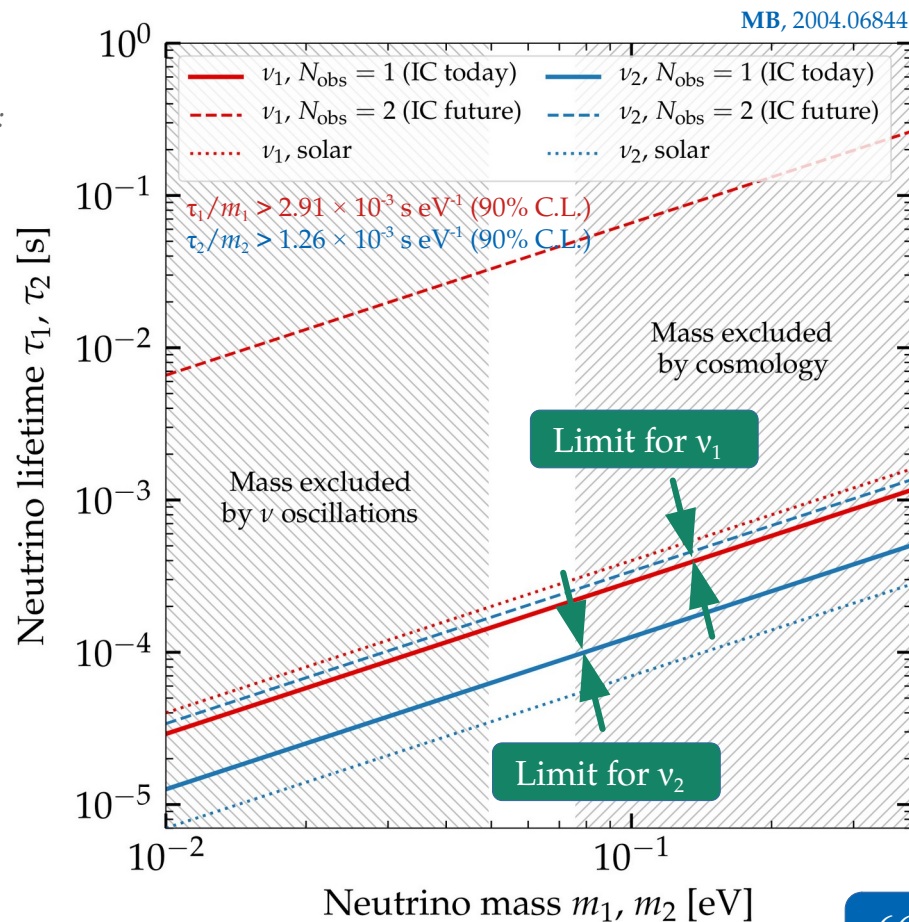 MB, 2004.06844
:
10⁰
ν₁, N_obs = 1 (IC today)
ν₁, N_obs = 2 (IC future)
ν₁, solar
ν₂, N_obs = 1 (IC today)
ν₂, N_obs = 2 (IC future)
ν₂, solar
10⁻¹
τ₁/m₁ > 2.91 × 10⁻³ s eV⁻¹ (90% C.L.)
τ₂/m₂ > 1.26 × 10⁻³ s eV⁻¹ (90% C.L.)
Neutrino lifetime τ₁, τ₂ [s]
10⁻²
Mass excluded
by cosmology
Limit for ν₁
10⁻³
Mass excluded
by ν oscillations
10⁻⁴
Limit for ν₂
10⁻⁵
10⁻²
10⁻¹
Neutrino mass m₁, m₂ [eV]